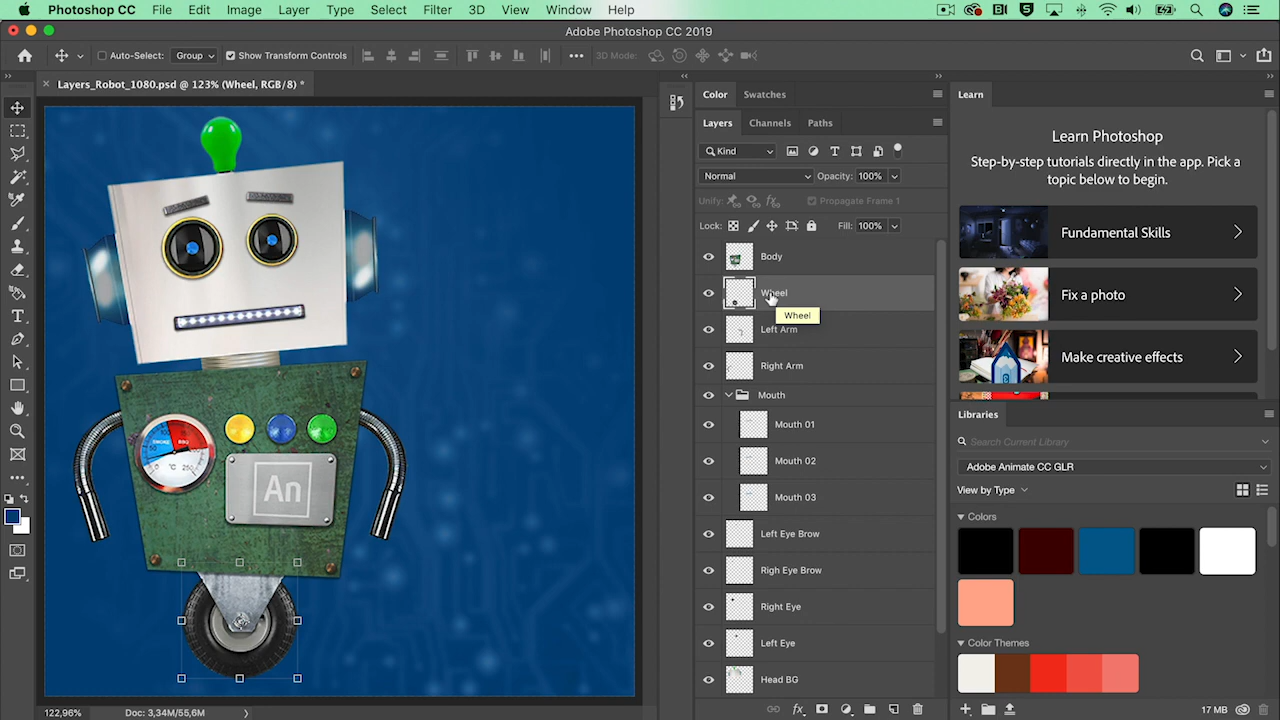 Photoshop CC File Edit Image Layer Type Select Filter 3D View Window Help
Adobe Photoshop CC 2019
Auto-Select: Group Show Transform Controls 3D Mode:
Layers_Robot_1080.psd @ 123% (Wheel, RGB/8) *
Color Swatches
Layers Channels Paths
Kind
Normal Opacity: 100%
Unify: Propagate Frame 1
Lock: Fill: 100%
Body
Wheel
Wheel
Left Arm
Right Arm
Mouth
Mouth 01
Mouth 02
Mouth 03
Left Eye Brow
Righ Eye Brow
Right Eye
Left Eye
Head BG
Learn
Learn Photoshop
Step-by-step tutorials directly in the app. Pick a
topic below to begin.
Fundamental Skills
Fix a photo
Make creative effects
Libraries
Search Current Library
Adobe Animate CC GLR
View by Type
Colors
Color Themes
17 MB
An
°C
122,96% Doc: 3,34M/55,6M